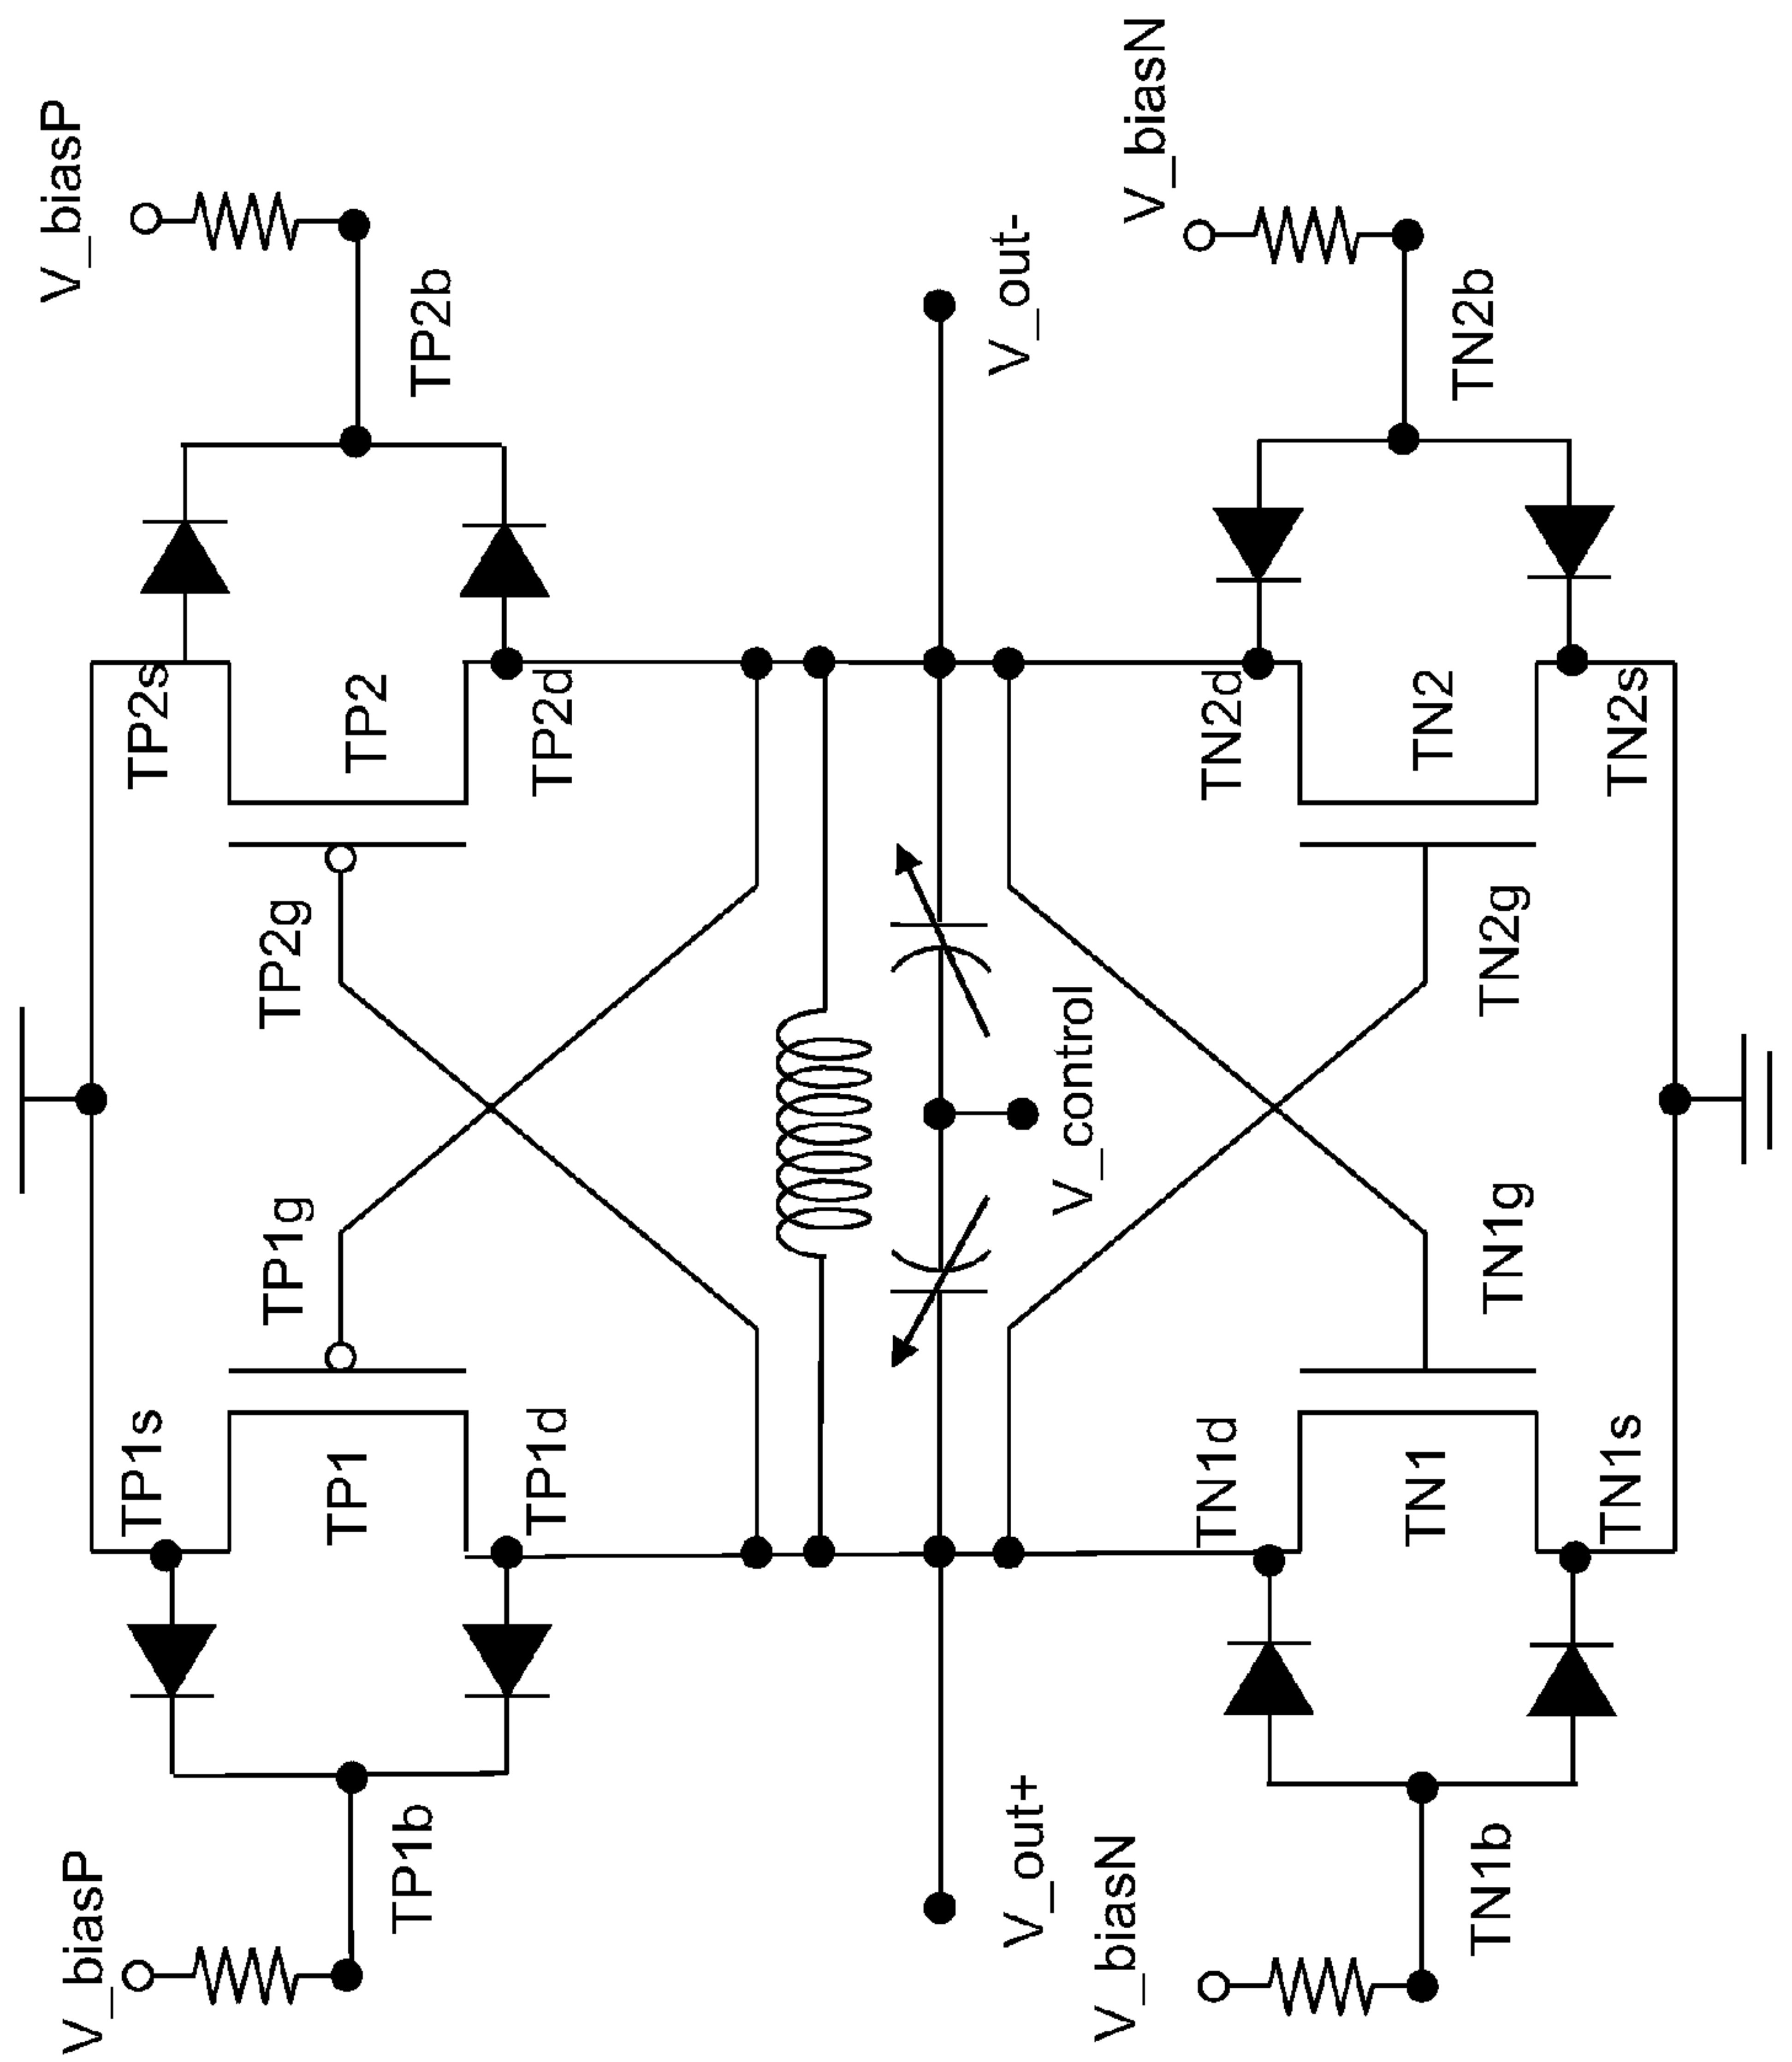 V_biasP
V_biasN
TP2b
V_out-
TN2b
TP2s
TP2
TP2d
TN2d
TN2
TN2s
TP2g
V_control
TN2g
TP1g
TN1g
TP1s
TP1
TP1d
TN1d
TN1
TN1s
V_biasP
TP1b
V_out+
V_biasN
TN1b